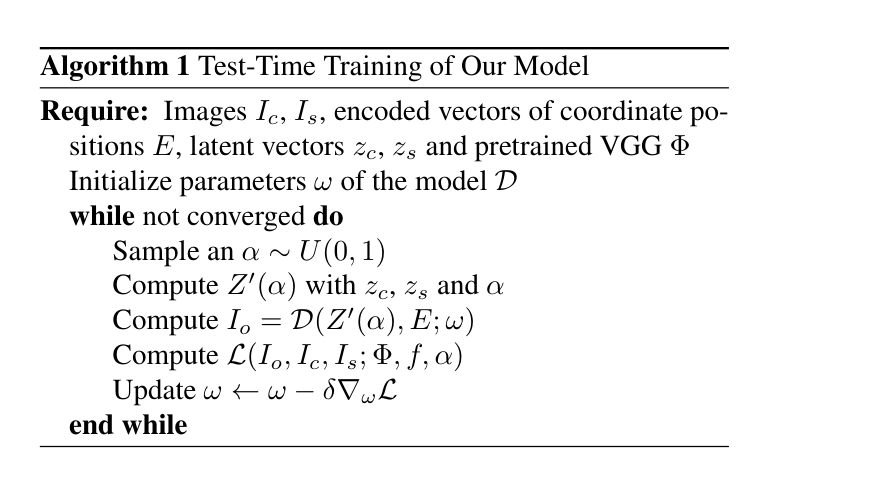 Algorithm 1 Test-Time Training of Our Model
Require: Images $I_c$, $I_s$, encoded vectors of coordinate po-
sitions $E$, latent vectors $z_c$, $z_s$ and pretrained VGG $\Phi$
Initialize parameters $\omega$ of the model $\mathcal{D}$
while not converged do
Sample an $\alpha \sim U(0, 1)$
Compute $Z'(\alpha)$ with $z_c$, $z_s$ and $\alpha$
Compute $I_o = \mathcal{D}(Z'(\alpha), E; \omega)$
Compute $\mathcal{L}(I_o, I_c, I_s; \Phi, f, \alpha)$
Update $\omega \leftarrow \omega - \delta \nabla_\omega \mathcal{L}$
end while